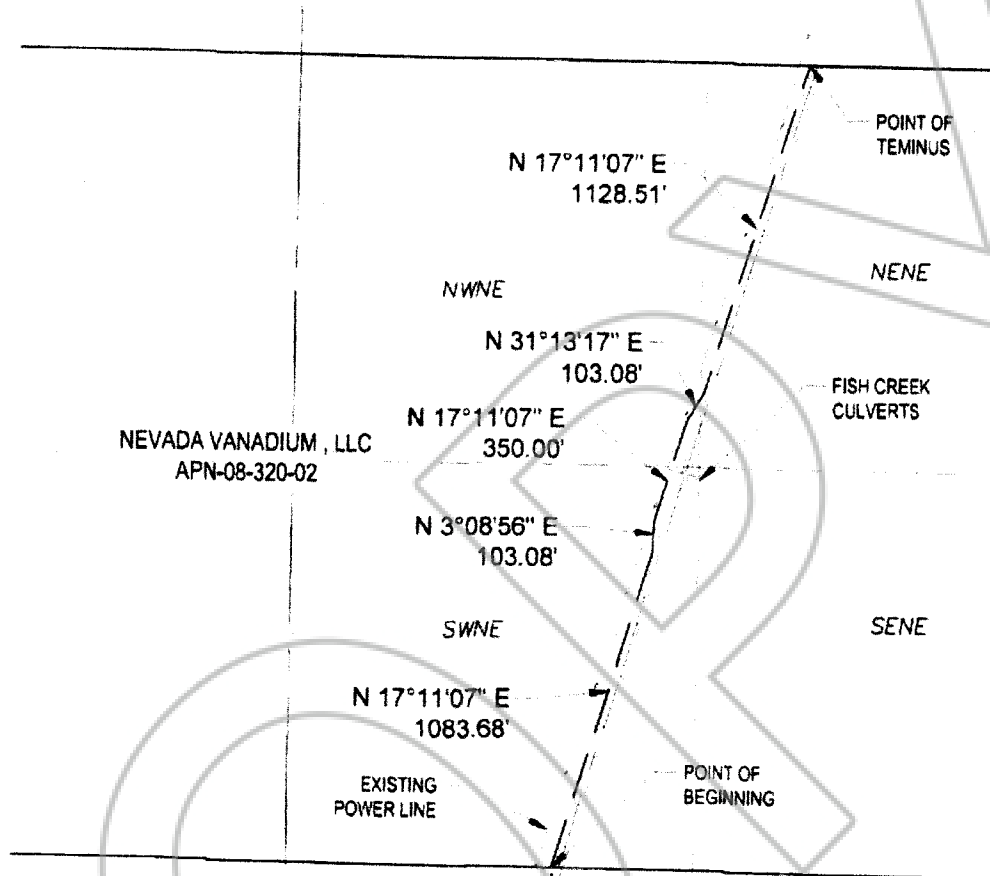 POINT OF
TEMINUS
N 17°11'07" E
1128.51'
NENE
NWNE
N 31°13'17" E
103.08'
FISH CREEK
CULVERTS
N 17°11'07" E
350.00'
NEVADA VANADIUM , LLC
APN-08-320-02
N 3°08'56" E
103.08'
SWNE
SENE
N 17°11'07" E
1083.68'
POINT OF
BEGINNING
EXISTING
POWER LINE